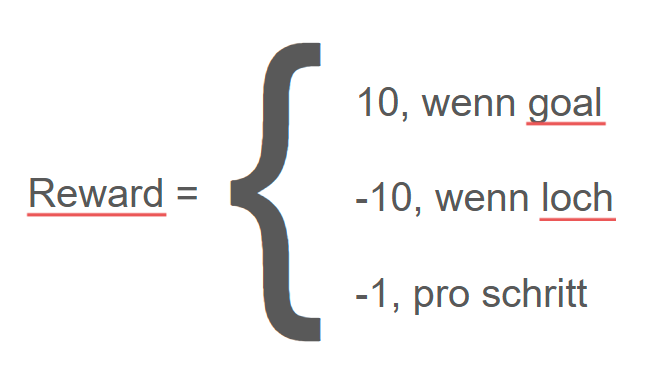 10, wenn goal
Reward =
-10, wenn loch
-1, pro schritt